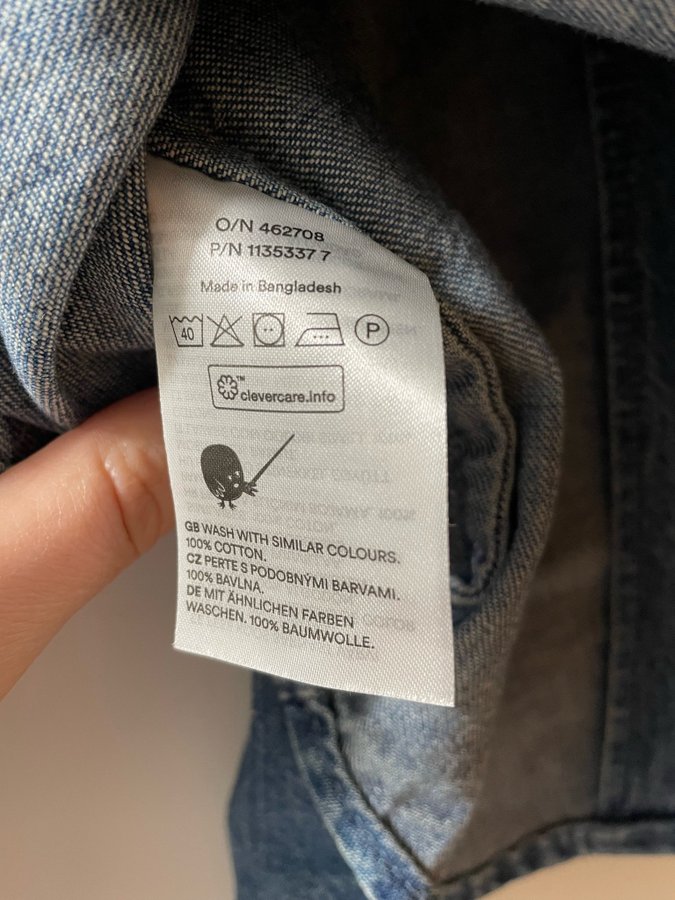 O/N 462708
P/N 1135337 7
Made in Bangladesh
40 P
™
clevercare.info
GB WASH WITH SIMILAR COLOURS.
100% COTTON.
CZ PERTE S PODOBNÝMI BARVAMI.
100% BAVLNA.
DE MIT ÄHNLICHEN FARBEN
WASCHEN. 100% BAUMWOLLE.